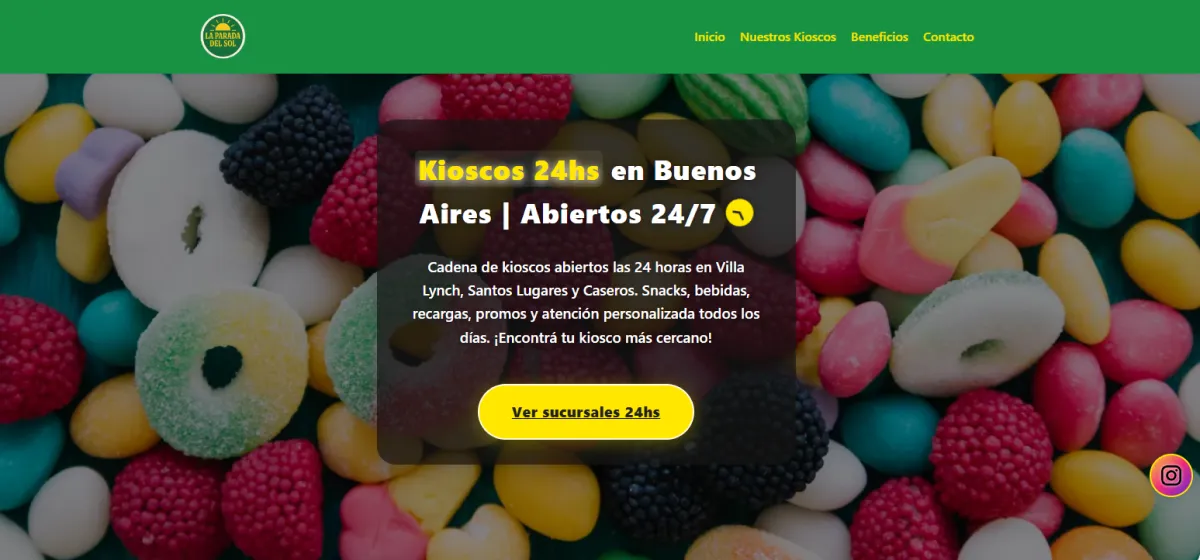 LA PARADA
DEL SOL
Inicio
Nuestros Kioscos
Beneficios
Contacto
Kioscos 24hs en Buenos
Aires | Abiertos 24/7
Cadena de kioscos abiertos las 24 horas en Villa
Lynch, Santos Lugares y Caseros. Snacks, bebidas,
recargas, promos y atención personalizada todos los
días. ¡Encontrá tu kiosco más cercano!
Ver sucursales 24hs